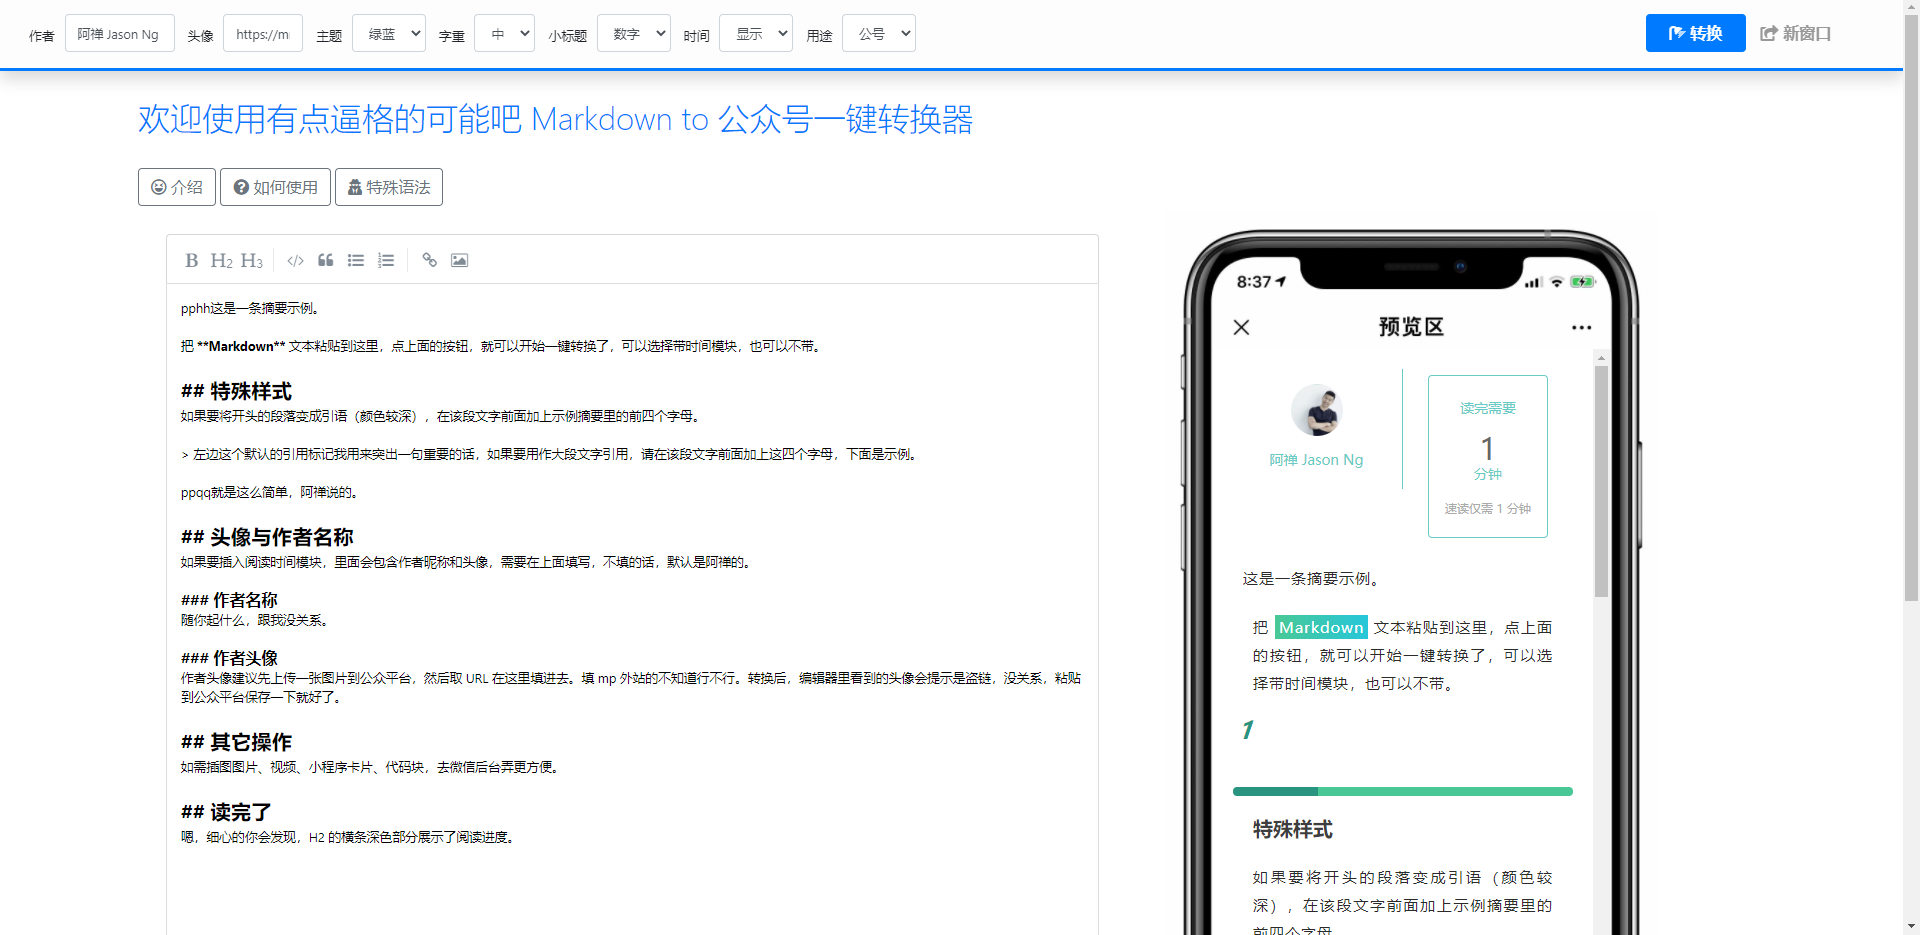 作者 阿禅 Jason Ng 头像 https://m 主题 绿蓝 字重 中 小标题 数字 时间 显示 用途 公号 转换 新窗口
欢迎使用有点逼格的可能吧 Markdown to 公众号一键转换器
介绍 如何使用 特殊语法
B H2 H3
pphh这是一条摘要示例。
把 **Markdown** 文本粘贴到这里，点上面的按钮，就可以开始一键转换了，可以选择带时间模块，也可以不带。
## 特殊样式
如果要将开头的段落变成引语（颜色较深），在该段文字前面加上示例摘要里的前四个字母。
> 左边这个默认的引用标记我用来突出一句重要的话，如果要用作大段文字引用，请在该段文字前面加上这四个字母，下面是示例。
ppqq就是这么简单，阿禅说的。
## 头像与作者名称
如果要插入阅读时间模块，里面会包含作者昵称和头像，需要在上面填写，不填的话，默认是阿禅的。
### 作者名称
随你起什么，跟我没关系。
### 作者头像
作者头像建议先上传一张图片到公众平台，然后取 URL 在这里填进去。填 mp 外站的不知道行不行。转换后，编辑器里看到的头像会提示是盗链，没关系，粘贴
到公众平台保存一下就好了。
## 其它操作
如需插图图片、视频、小程序卡片、代码块，去微信后台弄更方便。
## 读完了
嗯，细心的你会发现，H2 的横条深色部分展示了阅读进度。
8:37
预览区
阿禅 Jason Ng
读完需要
1
分钟
速读仅需 1 分钟
这是一条摘要示例。
把 Markdown 文本粘贴到这里，点上面
的按钮，就可以开始一键转换了，可以选
择带时间模块，也可以不带。
1
特殊样式
如果要将开头的段落变成引语（颜色较
深），在该段文字前面加上示例摘要里的
前四个字母